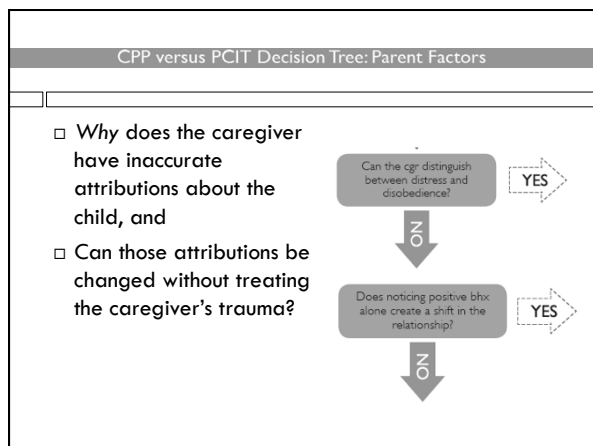 CPP versus PCIT Decision Tree: Parent Factors
□ Why does the caregiver
have inaccurate
attributions about the
child, and
□ Can those attributions be
changed without treating
the caregiver's trauma?
Can the cgr distinguish
between distress and
disobedience?
YES
NO
Does noticing positive bhx
alone create a shift in the
relationship?
YES
NO